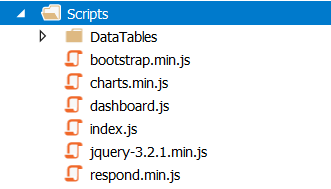 Scripts
DataTables
bootstrap.min.js
charts.min.js
dashboard.js
index.js
jquery-3.2.1.min.js
respond.min.js